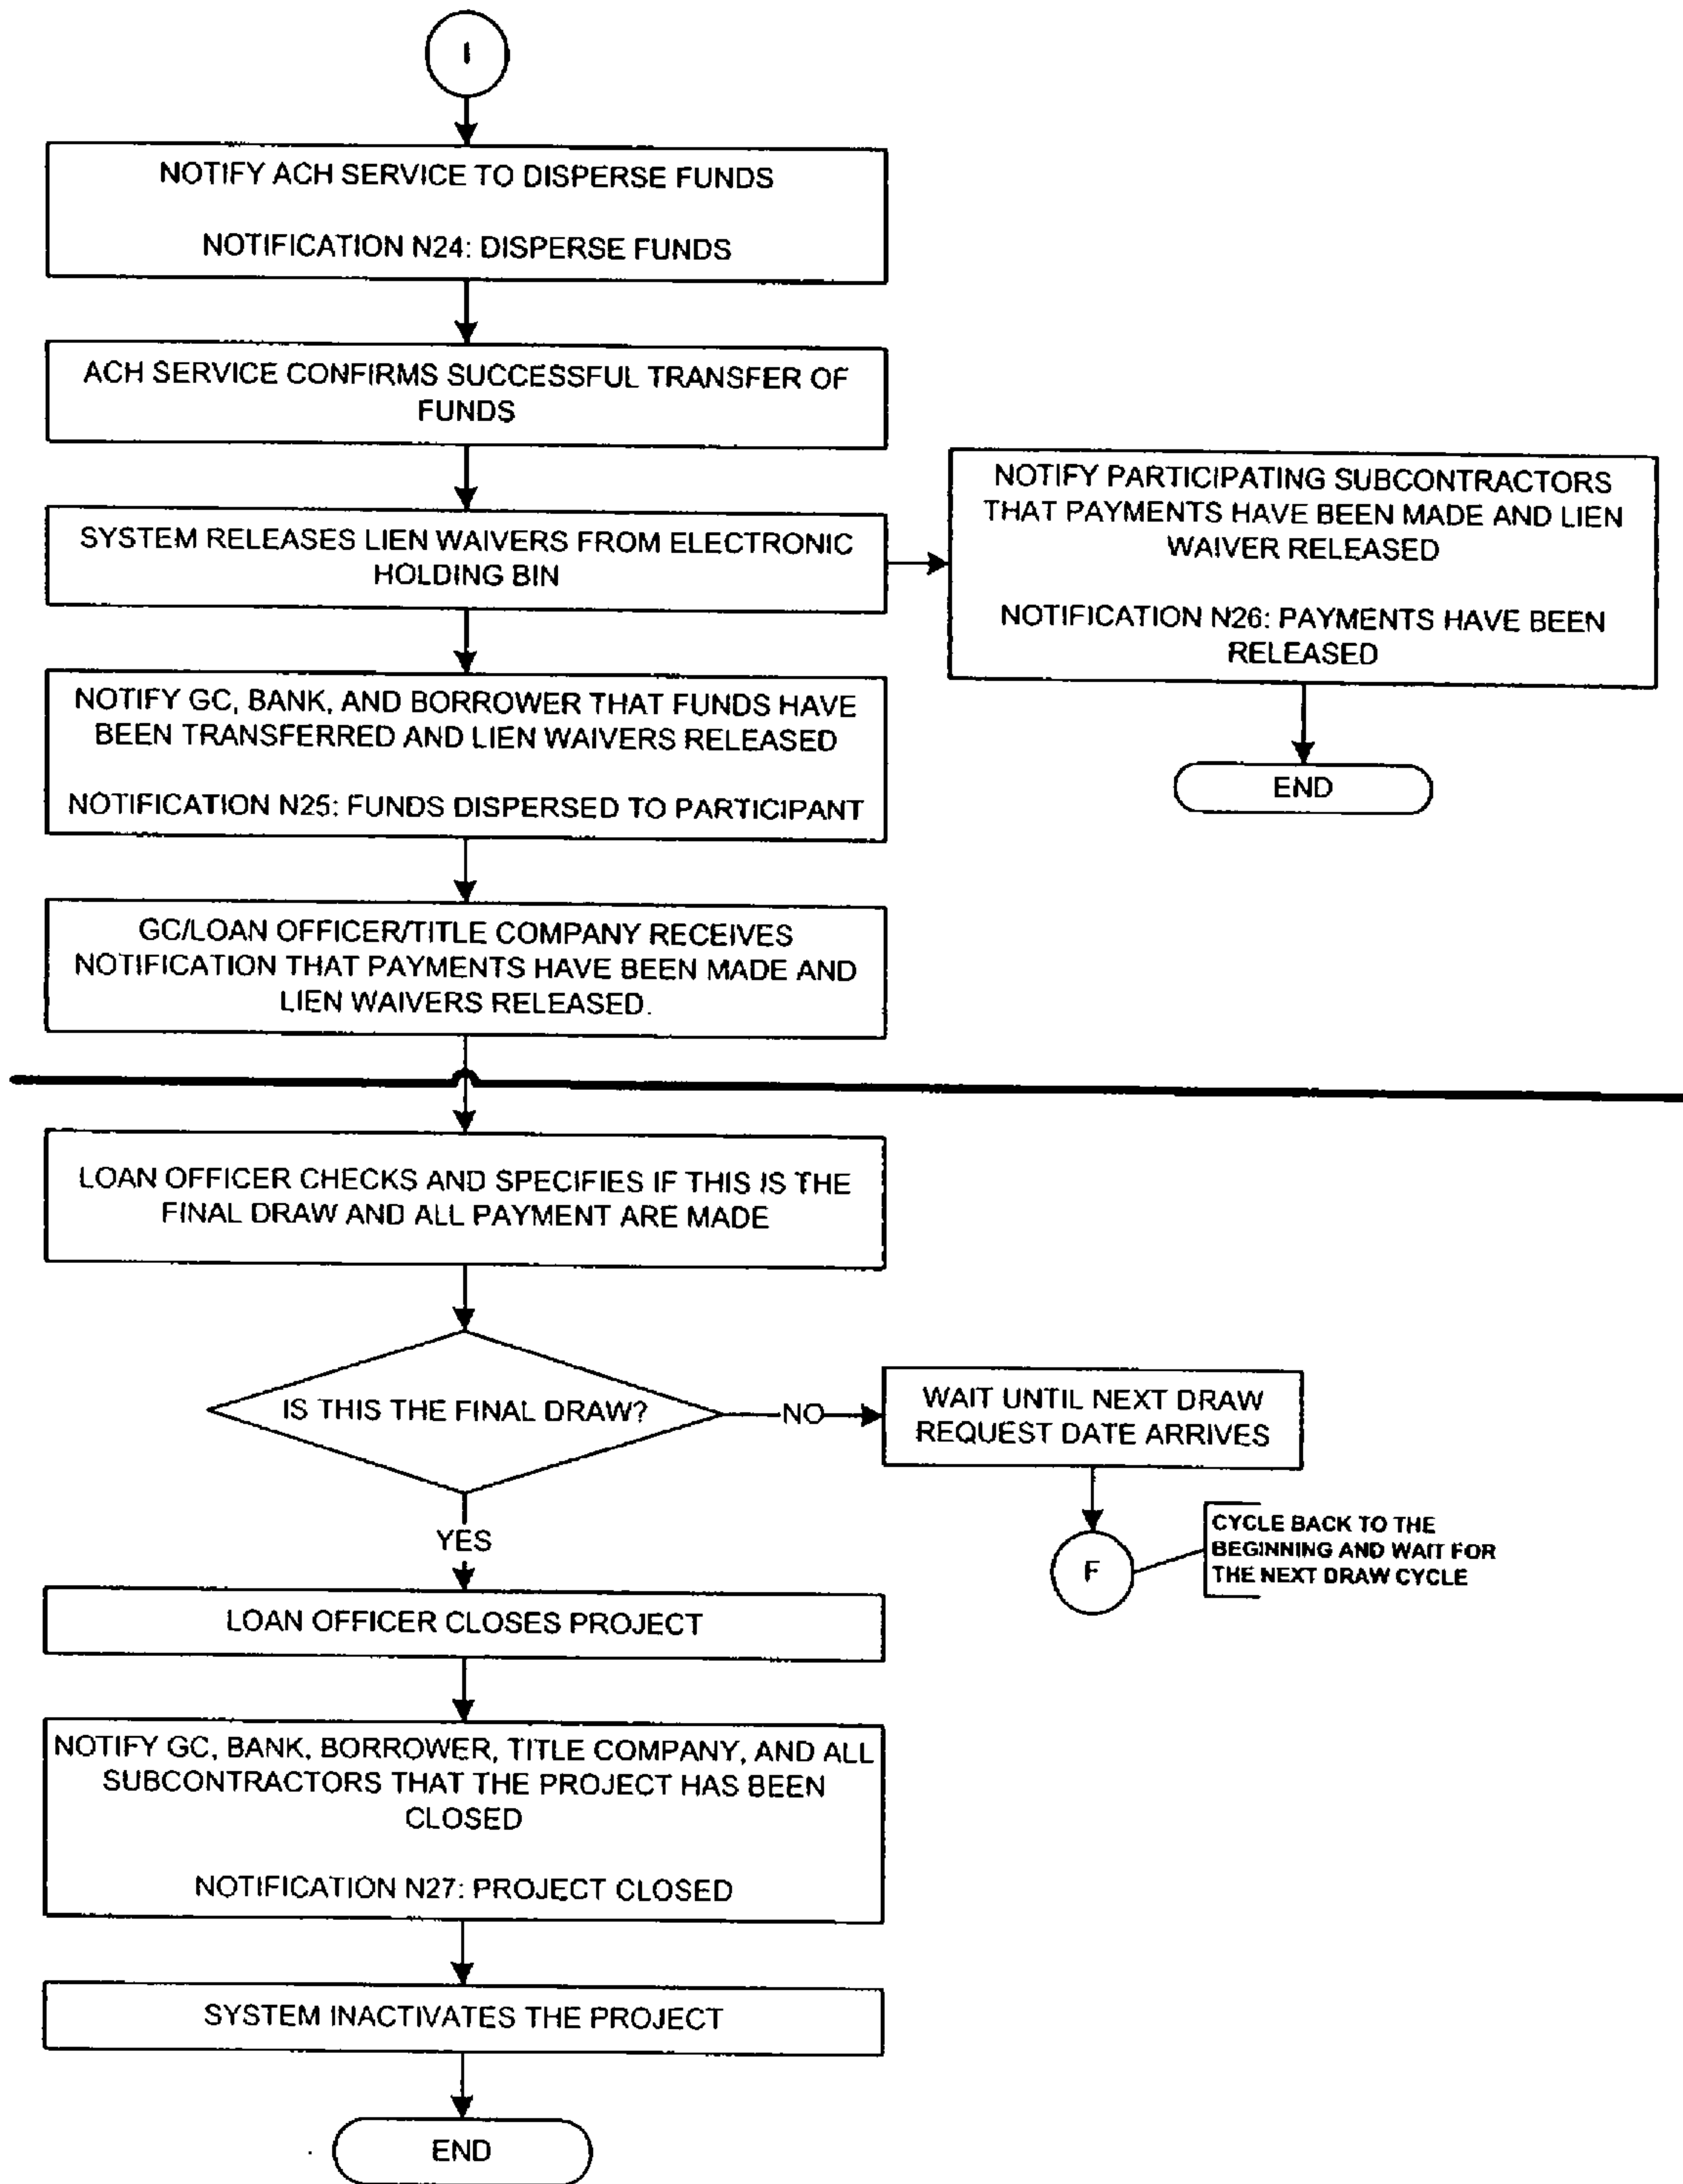 I
NOTIFY ACH SERVICE TO DISPERSE FUNDS
NOTIFICATION N24: DISPERSE FUNDS
ACH SERVICE CONFIRMS SUCCESSFUL TRANSFER OF
FUNDS
SYSTEM RELEASES LIEN WAIVERS FROM ELECTRONIC
HOLDING BIN
NOTIFY PARTICIPATING SUBCONTRACTORS
THAT PAYMENTS HAVE BEEN MADE AND LIEN
WAIVER RELEASED
NOTIFICATION N26: PAYMENTS HAVE BEEN
RELEASED
END
NOTIFY GC, BANK, AND BORROWER THAT FUNDS HAVE
BEEN TRANSFERRED AND LIEN WAIVERS RELEASED
NOTIFICATION N25: FUNDS DISPERSED TO PARTICIPANT
GC/LOAN OFFICER/TITLE COMPANY RECEIVES
NOTIFICATION THAT PAYMENTS HAVE BEEN MADE AND
LIEN WAIVERS RELEASED.
LOAN OFFICER CHECKS AND SPECIFIES IF THIS IS THE
FINAL DRAW AND ALL PAYMENT ARE MADE
IS THIS THE FINAL DRAW?
NO
WAIT UNTIL NEXT DRAW
REQUEST DATE ARRIVES
F
CYCLE BACK TO THE
BEGINNING AND WAIT FOR
THE NEXT DRAW CYCLE
YES
LOAN OFFICER CLOSES PROJECT
NOTIFY GC, BANK, BORROWER, TITLE COMPANY, AND ALL
SUBCONTRACTORS THAT THE PROJECT HAS BEEN
CLOSED
NOTIFICATION N27: PROJECT CLOSED
SYSTEM INACTIVATES THE PROJECT
END